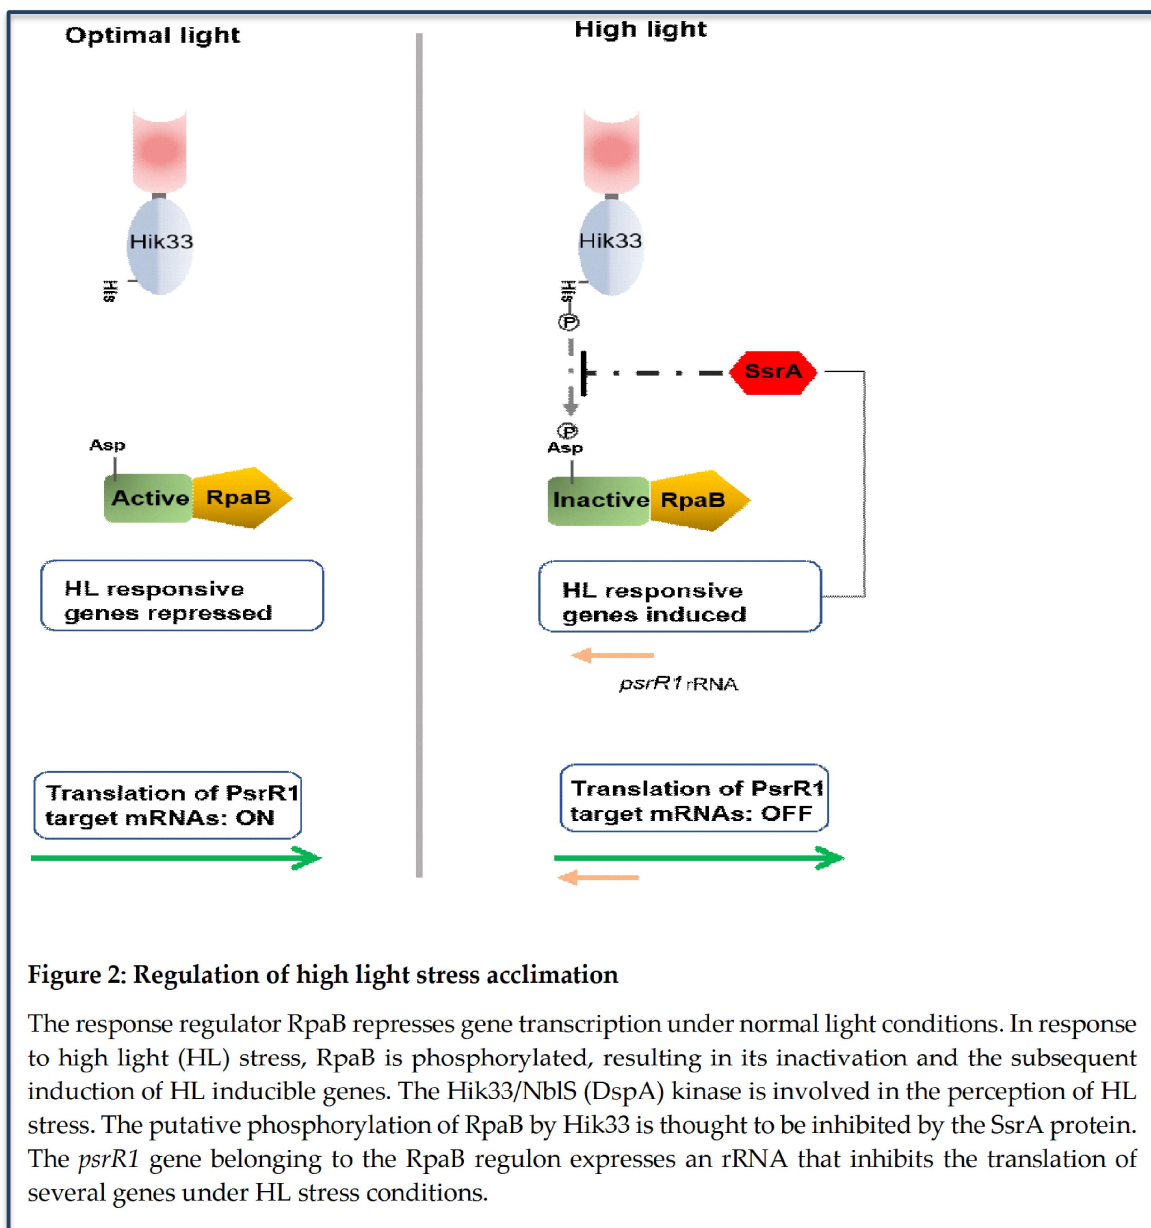 Optimal light
High light
Hik33
His
Asp
Active
RpaB
HL responsive
genes repressed
Translation of PsrR1
target mRNAs: ON
Hik33
His
P
SsrA
P
Asp
Inactive
RpaB
HL responsive
genes induced
psrR1 rRNA
Translation of PsrR1
target mRNAs: OFF
Figure 2: Regulation of high light stress acclimation
The response regulator RpaB represses gene transcription under normal light conditions. In response
to high light (HL) stress, RpaB is phosphorylated, resulting in its inactivation and the subsequent
induction of HL inducible genes. The Hik33/NblS (DspA) kinase is involved in the perception of HL
stress. The putative phosphorylation of RpaB by Hik33 is thought to be inhibited by the SsrA protein.
The psrR1 gene belonging to the RpaB regulon expresses an rRNA that inhibits the translation of
several genes under HL stress conditions.